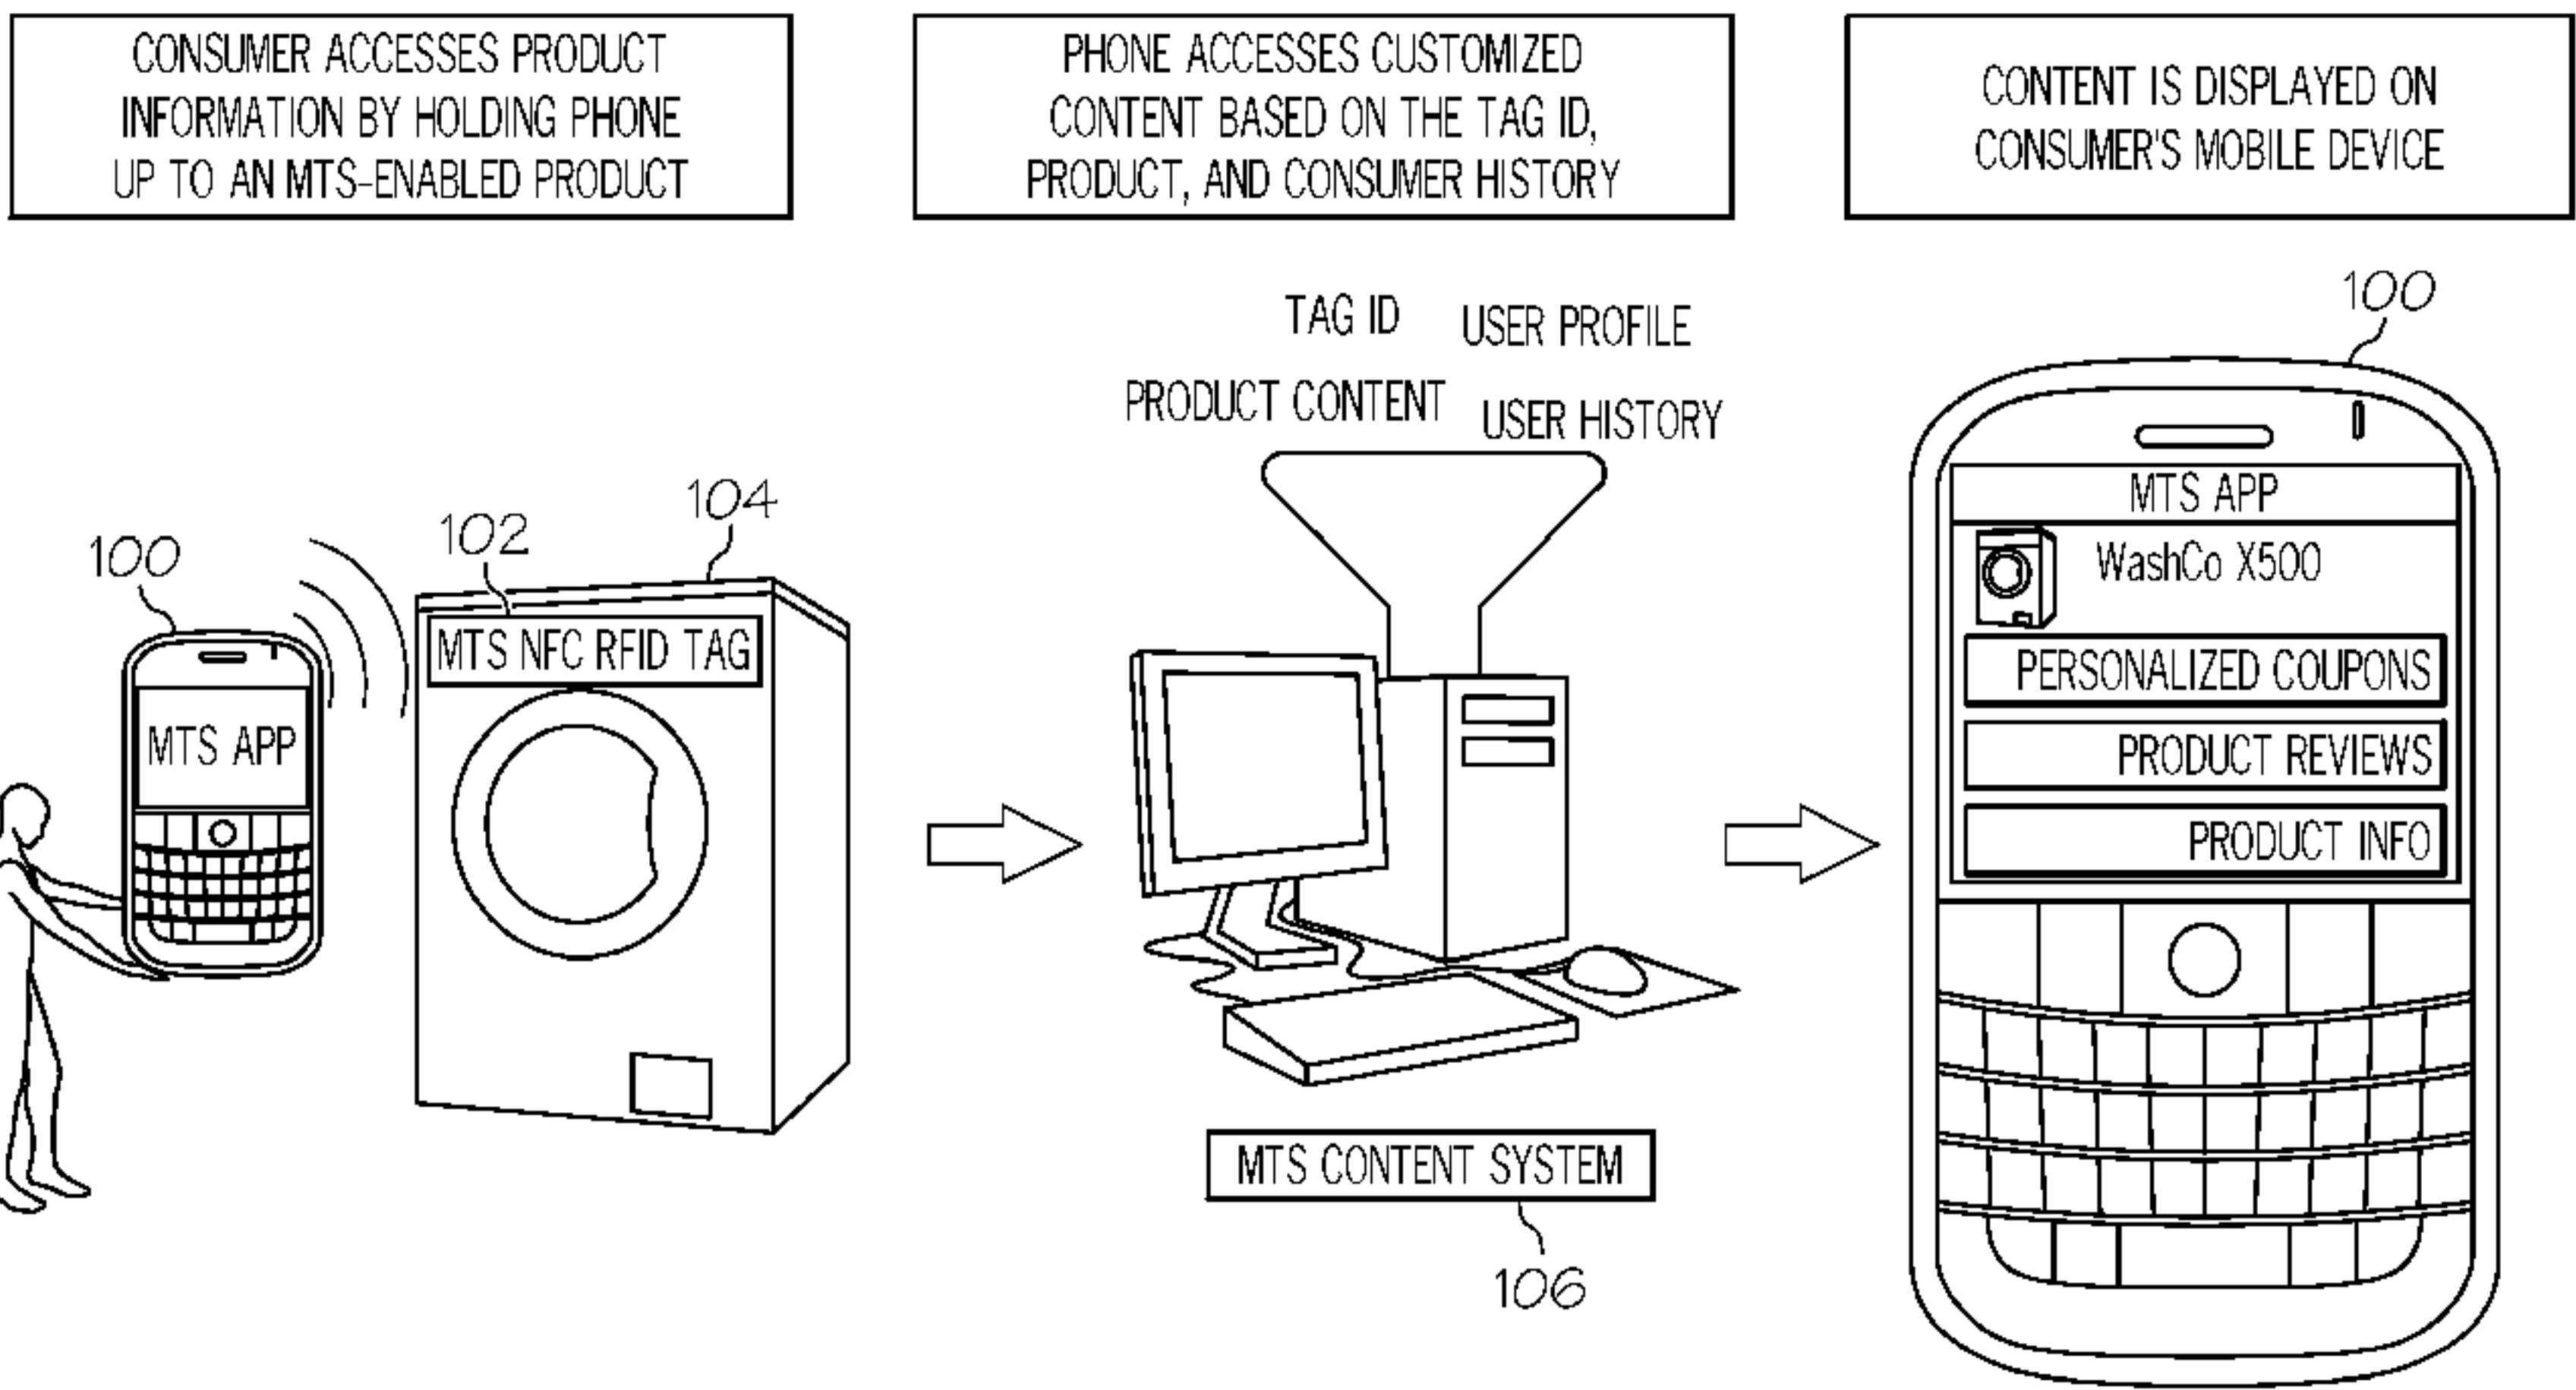 CONSUMER ACCESSES PRODUCT
INFORMATION BY HOLDING PHONE
UP TO AN MTS-ENABLED PRODUCT
PHONE ACCESSES CUSTOMIZED
CONTENT BASED ON THE TAG ID,
PRODUCT, AND CONSUMER HISTORY
CONTENT IS DISPLAYED ON
CONSUMER'S MOBILE DEVICE
100
MTS APP
102
104
MTS NFC RFID TAG
TAG ID
USER PROFILE
PRODUCT CONTENT
USER HISTORY
MTS CONTENT SYSTEM
106
100
MTS APP
WashCo X500
PERSONALIZED COUPONS
PRODUCT REVIEWS
PRODUCT INFO